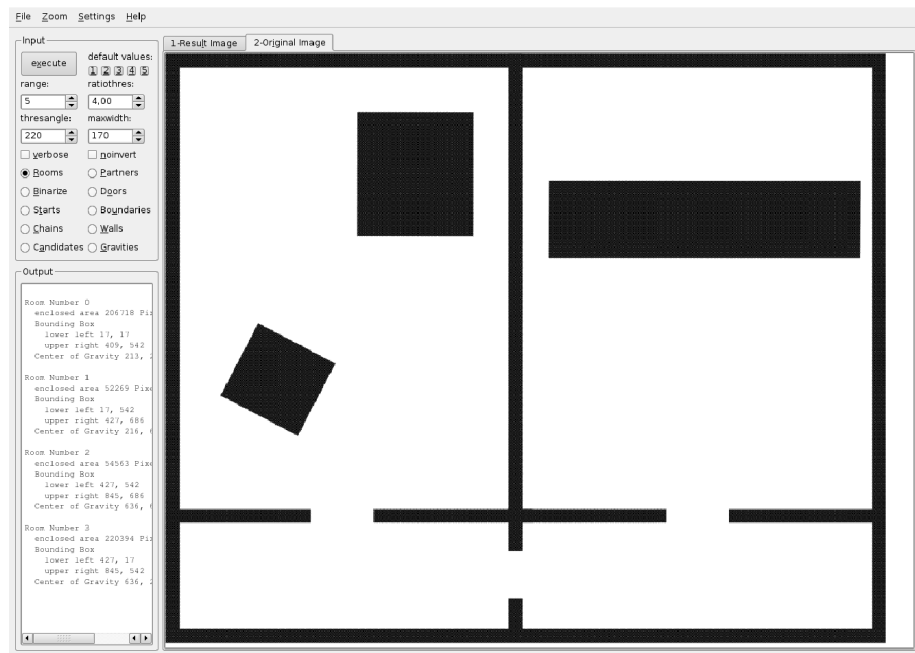 File Zoom Settings Help
Input
execute
default values:
1 2 3 4 5
range: ratiothres:
5 4,00
thresangle: maxwidth:
220 170
verbose noinvert
Rooms Partners
Binarize Doors
Starts Boundaries
Chains Walls
Candidates Gravities
Output
Room Number 0
enclosed area 206718 Pix
Bounding Box
lower left 17, 17
upper right 409, 542
Center of Gravity 213, 2
Room Number 1
enclosed area 52269 Pixe
Bounding Box
lower left 17, 542
upper right 427, 686
Center of Gravity 216, 6
Room Number 2
enclosed area 54563 Pixe
Bounding Box
lower left 427, 542
upper right 845, 686
Center of Gravity 636, 6
Room Number 3
enclosed area 220394 Pix
Bounding Box
lower left 427, 17
upper right 845, 542
Center of Gravity 636, 2
1-Result Image 2-Original Image